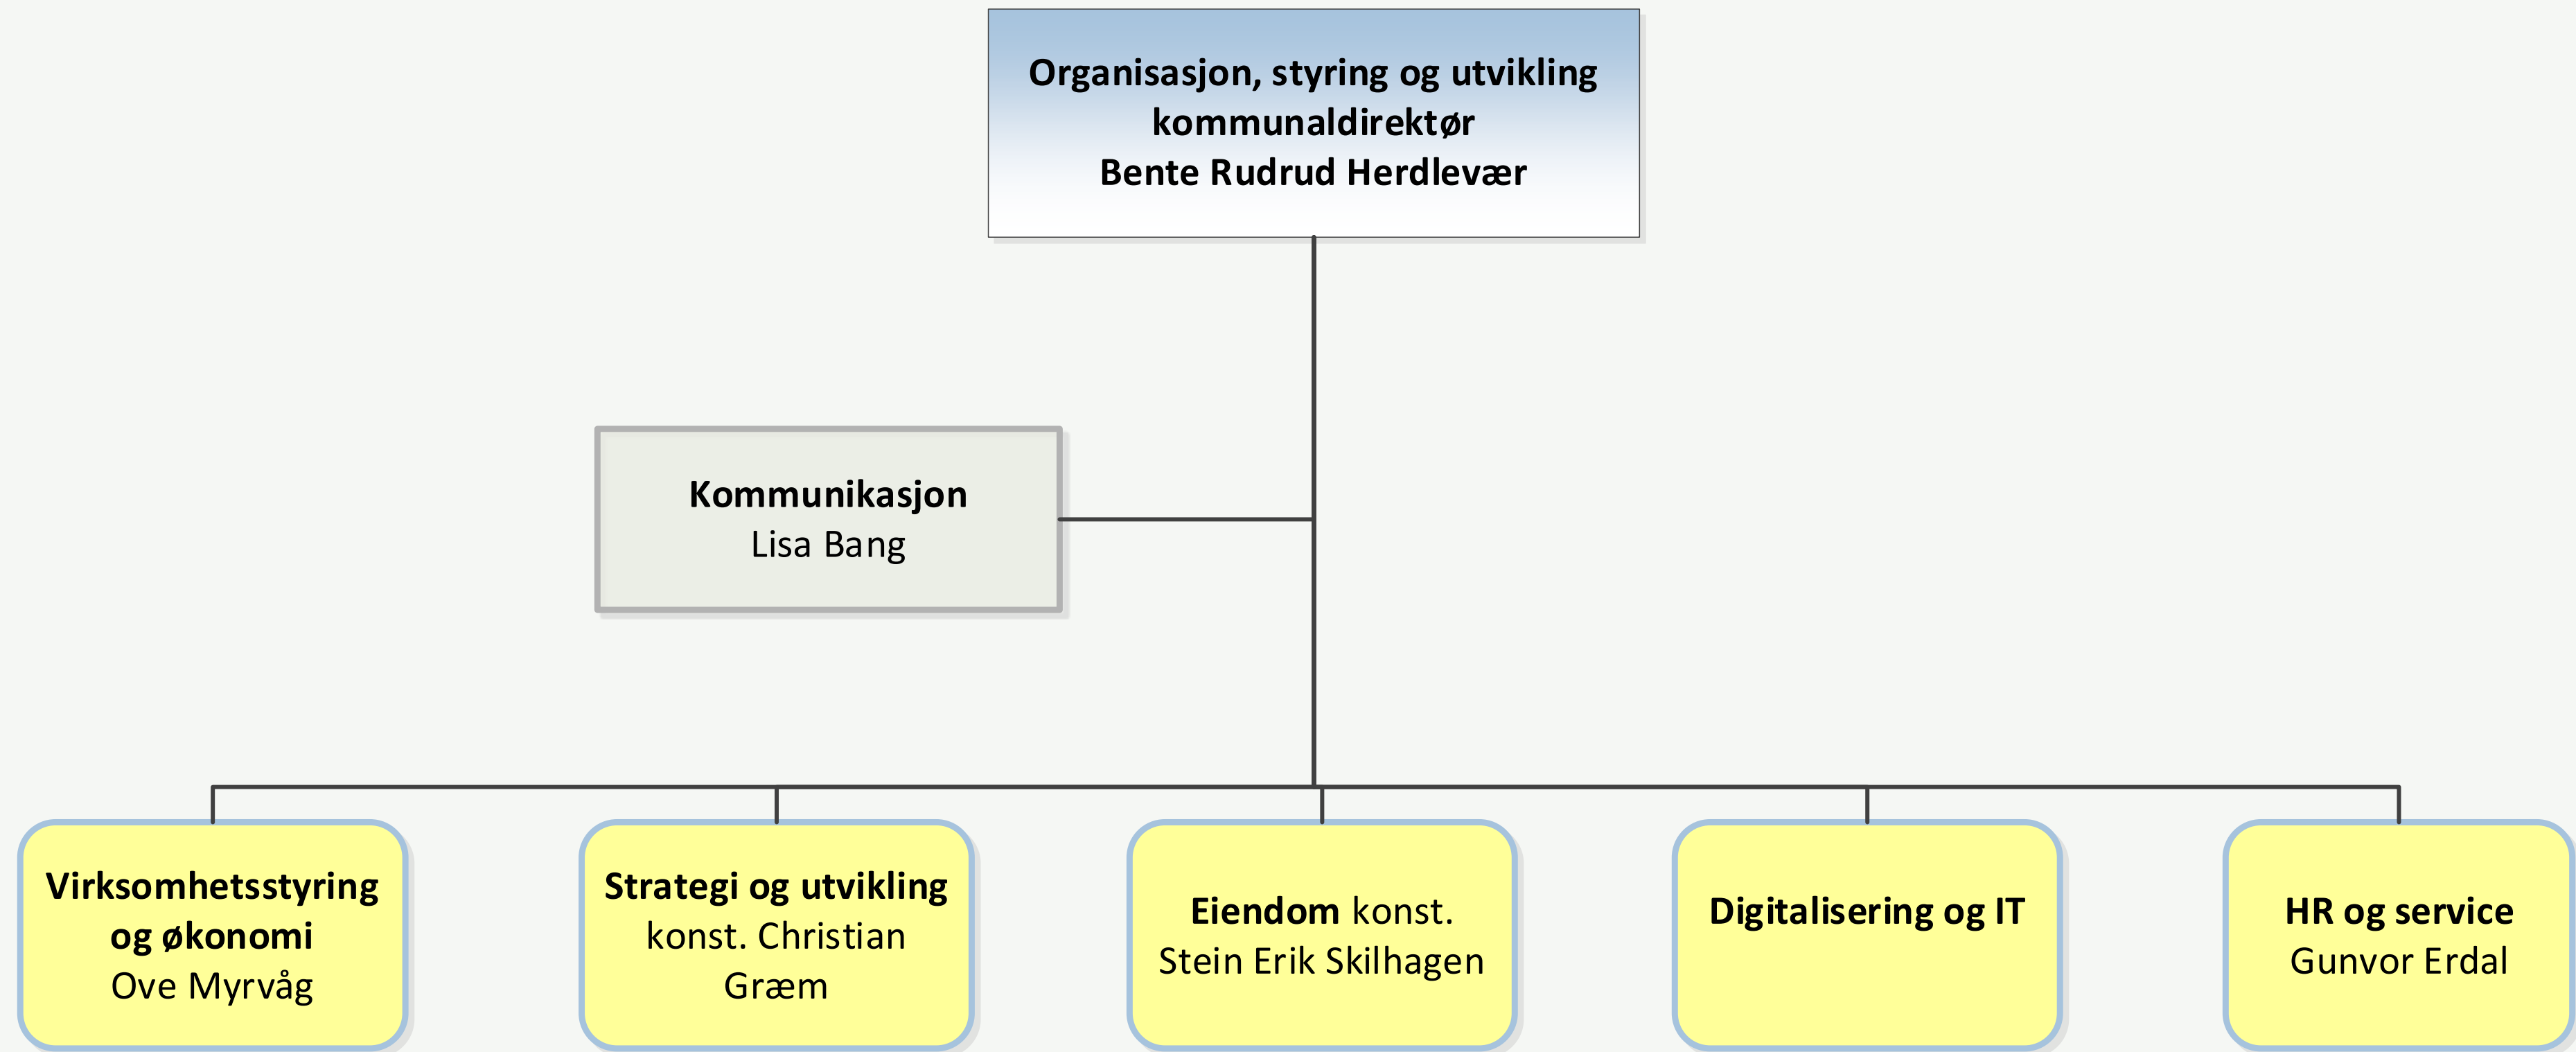 Organisasjon, styring og utvikling
kommunaldirektør
Bente Rudrud Herdlevær
Kommunikasjon
Lisa Bang
Virksomhetsstyring
og økonomi
Ove Myrvåg
Strategi og utvikling
konst. Christian
Græm
Eiendom konst.
Stein Erik Skilhagen
Digitalisering og IT
HR og service
Gunvor Erdal